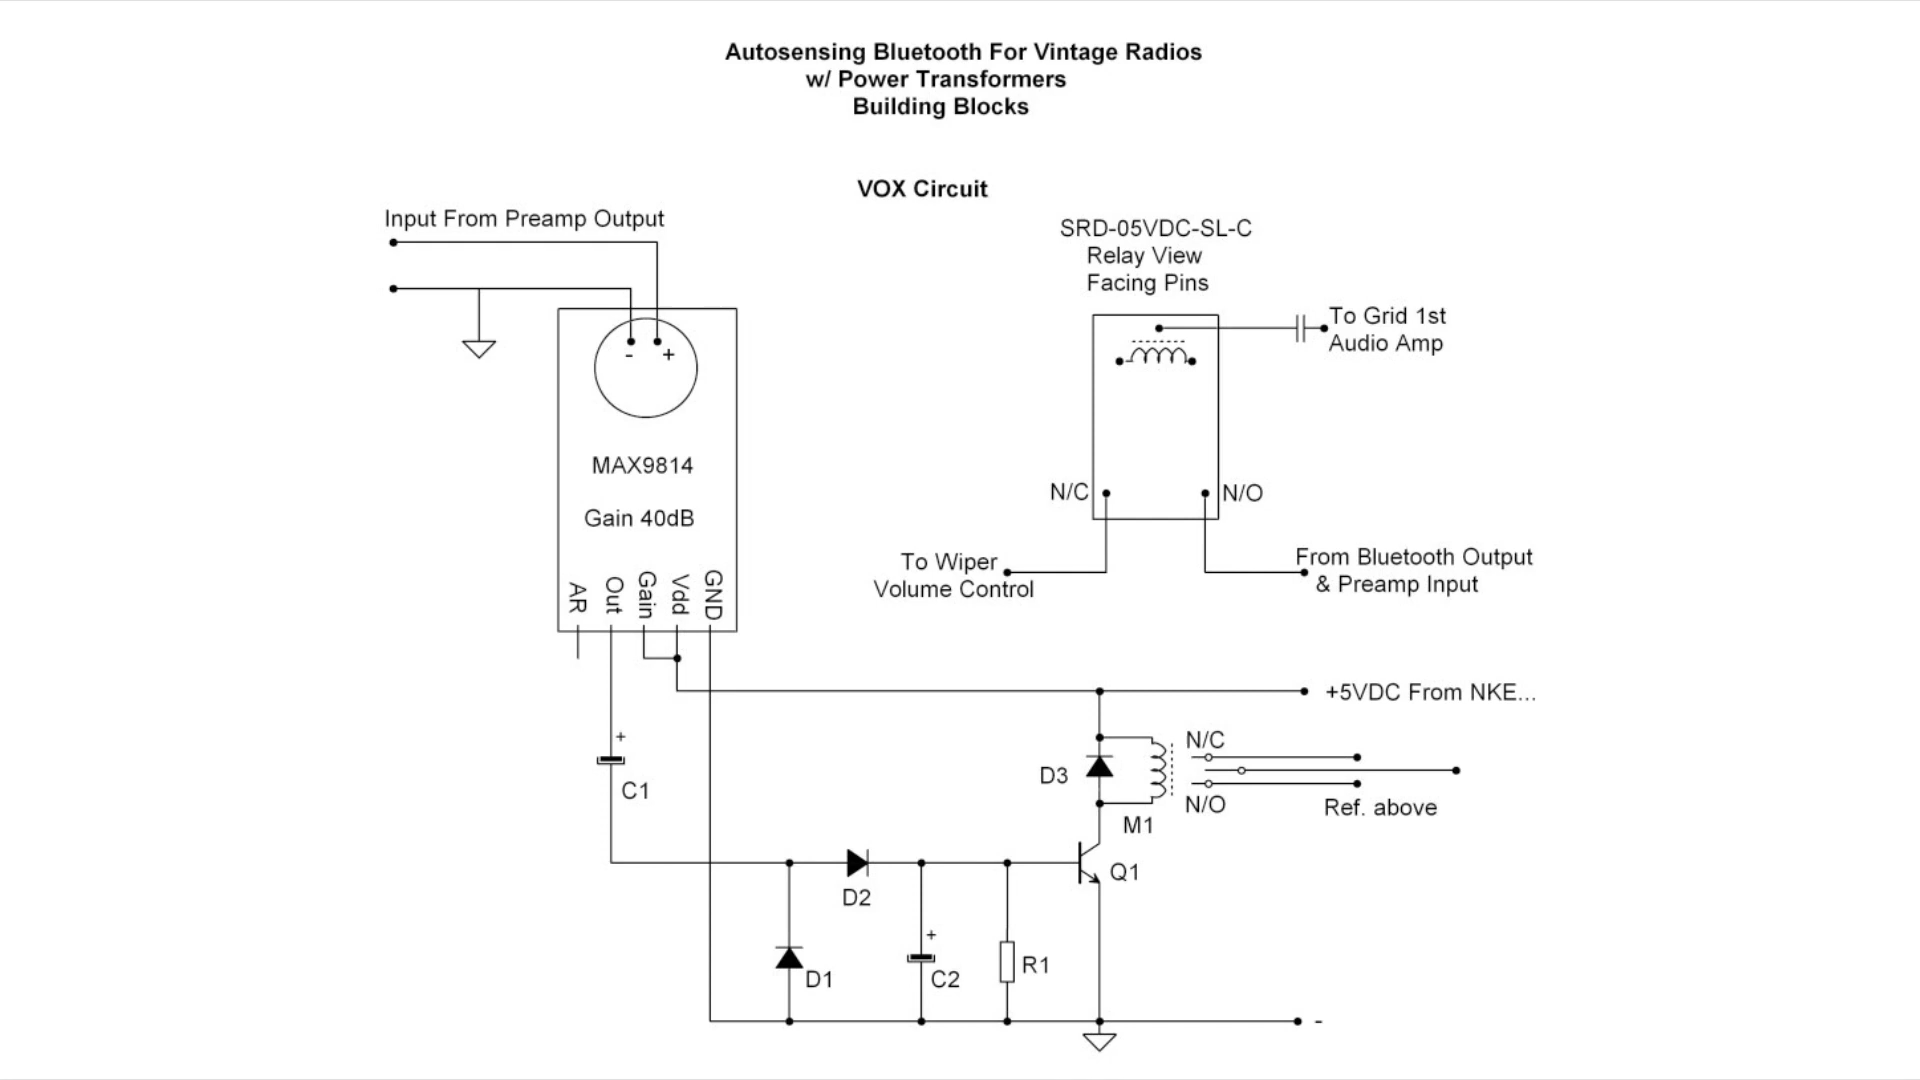 Autosensing Bluetooth For Vintage Radios
w/ Power Transformers
Building Blocks
VOX Circuit
Input From Preamp Output
SRD-05VDC-SL-C
Relay View
Facing Pins
To Grid 1st
Audio Amp
- +
MAX9814
Gain 40dB
N/C
N/O
To Wiper
Volume Control
From Bluetooth Output
& Preamp Input
AR
Out
Gain
Vdd
GND
+5VDC From NKE...
+
C1
D3
N/C
N/O
Ref. above
M1
Q1
D2
+
D1
C2
R1
-